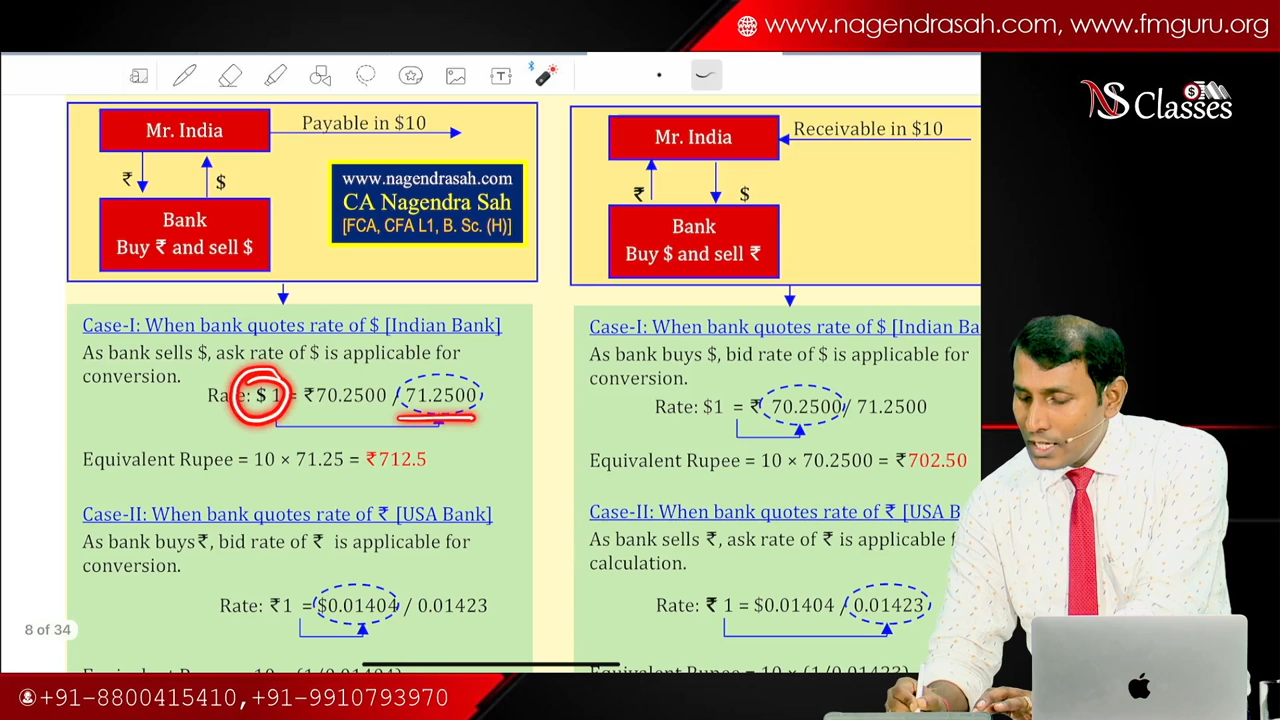 www.nagendrasah.com, www.fmguru.org
NS Classes
Mr. India
Payable in $10
₹
$
Bank
Buy ₹ and sell $
www.nagendrasah.com
CA Nagendra Sah
[FCA, CFA L1, B. Sc. (H)]
Mr. India
Receivable in $10
₹
$
Bank
Buy $ and sell ₹
Case-I: When bank quotes rate of $ [Indian Bank]
As bank sells $, ask rate of $ is applicable for
conversion.
Rate: $ 1 = ₹70.2500 / 71.2500
Equivalent Rupee = 10 × 71.25 = ₹712.5
Case-II: When bank quotes rate of ₹ [USA Bank]
As bank buys₹, bid rate of ₹ is applicable for
conversion.
Rate: ₹1 = $0.01404 / 0.01423
Case-I: When bank quotes rate of $ [Indian Ba
As bank buys $, bid rate of $ is applicable for
conversion.
Rate: $1 = ₹ 70.2500 / 71.2500
Equivalent Rupee = 10 × 70.2500 = ₹702.50
Case-II: When bank quotes rate of ₹ [USA B
As bank sells ₹, ask rate of ₹ is applicable f
calculation.
Rate: ₹ 1 = $0.01404 / 0.01423
8 of 34
+91-8800415410,+91-9910793970